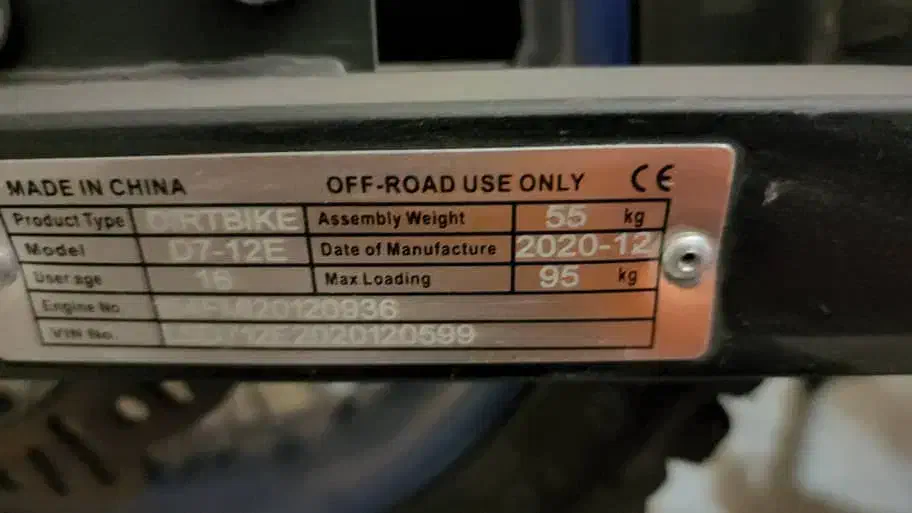 MADE IN CHINA OFF-ROAD USE ONLY CE
Product Type DIRTBIKE Assembly Weight 55 kg
Model D7-12E Date of Manufacture 2020-12
User age 16 Max.Loading 95 kg
Engine No
VIN No.